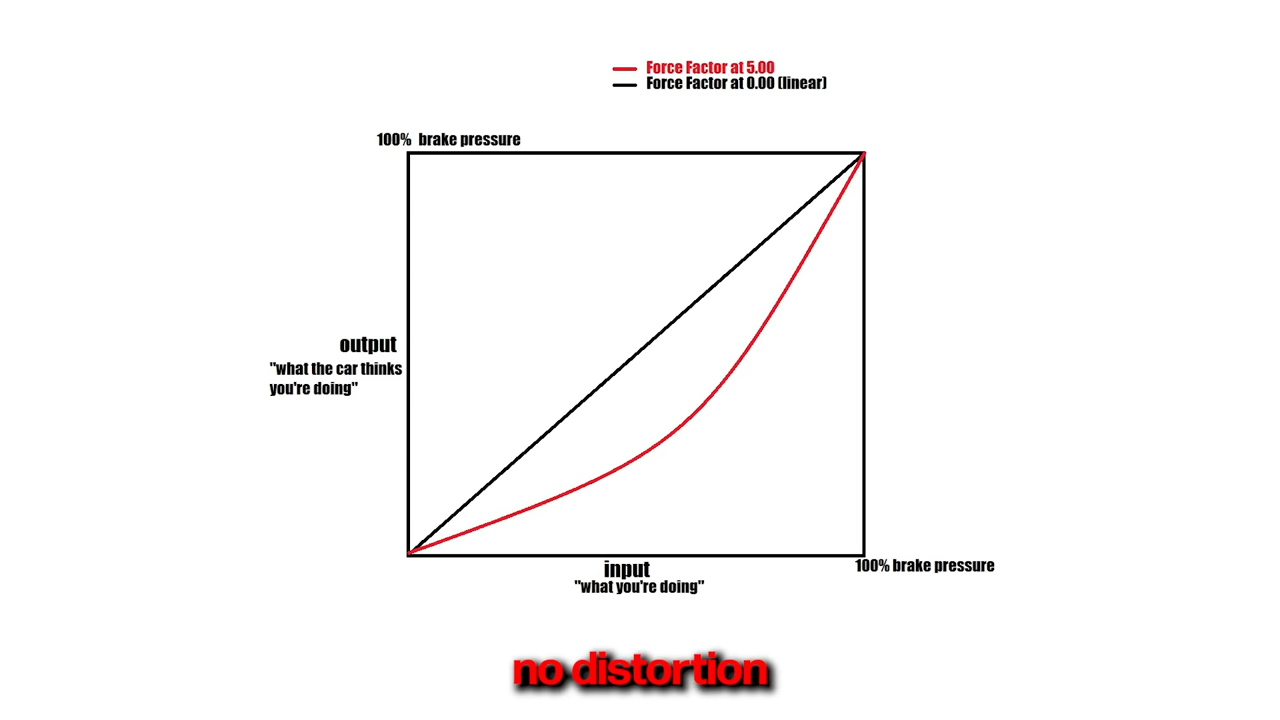 Force Factor at 5.00
Force Factor at 0.00 (linear)
100% brake pressure
output
"what the car thinks
you're doing"
100% brake pressure
input
"what you're doing"
no distortion